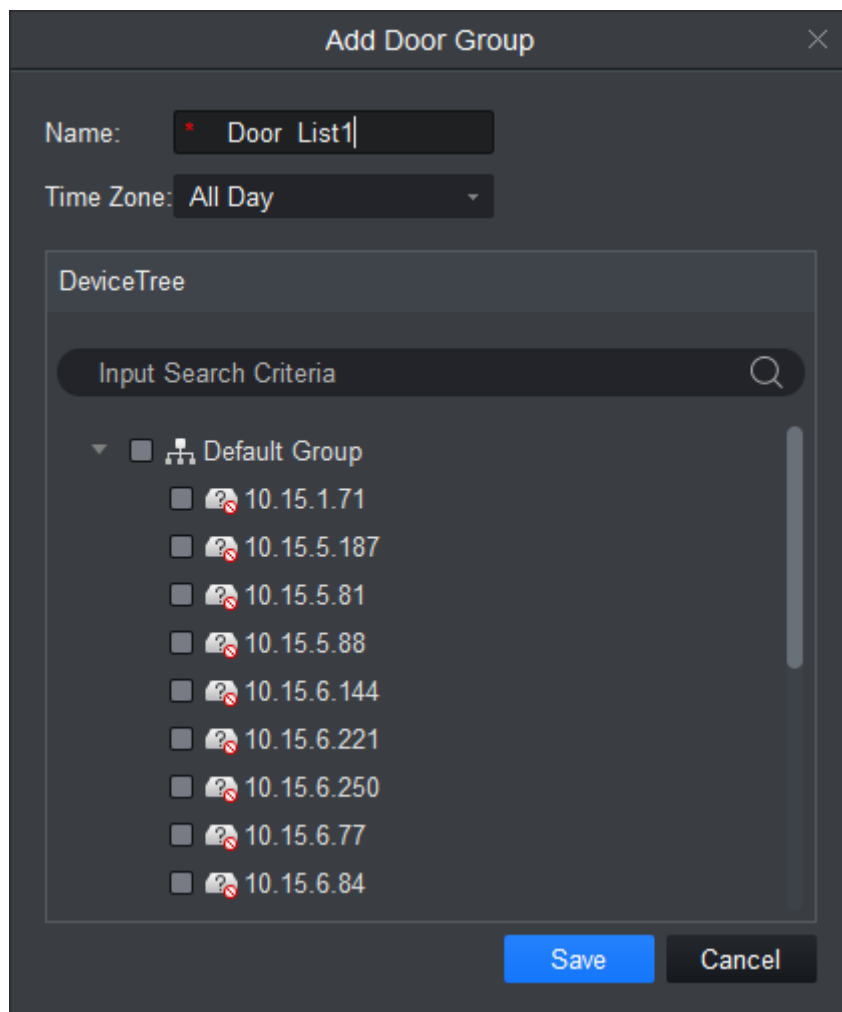 Add Door Group
Name: * Door List1
Time Zone: All Day
DeviceTree
Input Search Criteria
Default Group
10.15.1.71
10.15.5.187
10.15.5.81
10.15.5.88
10.15.6.144
10.15.6.221
10.15.6.250
10.15.6.77
10.15.6.84
Save Cancel